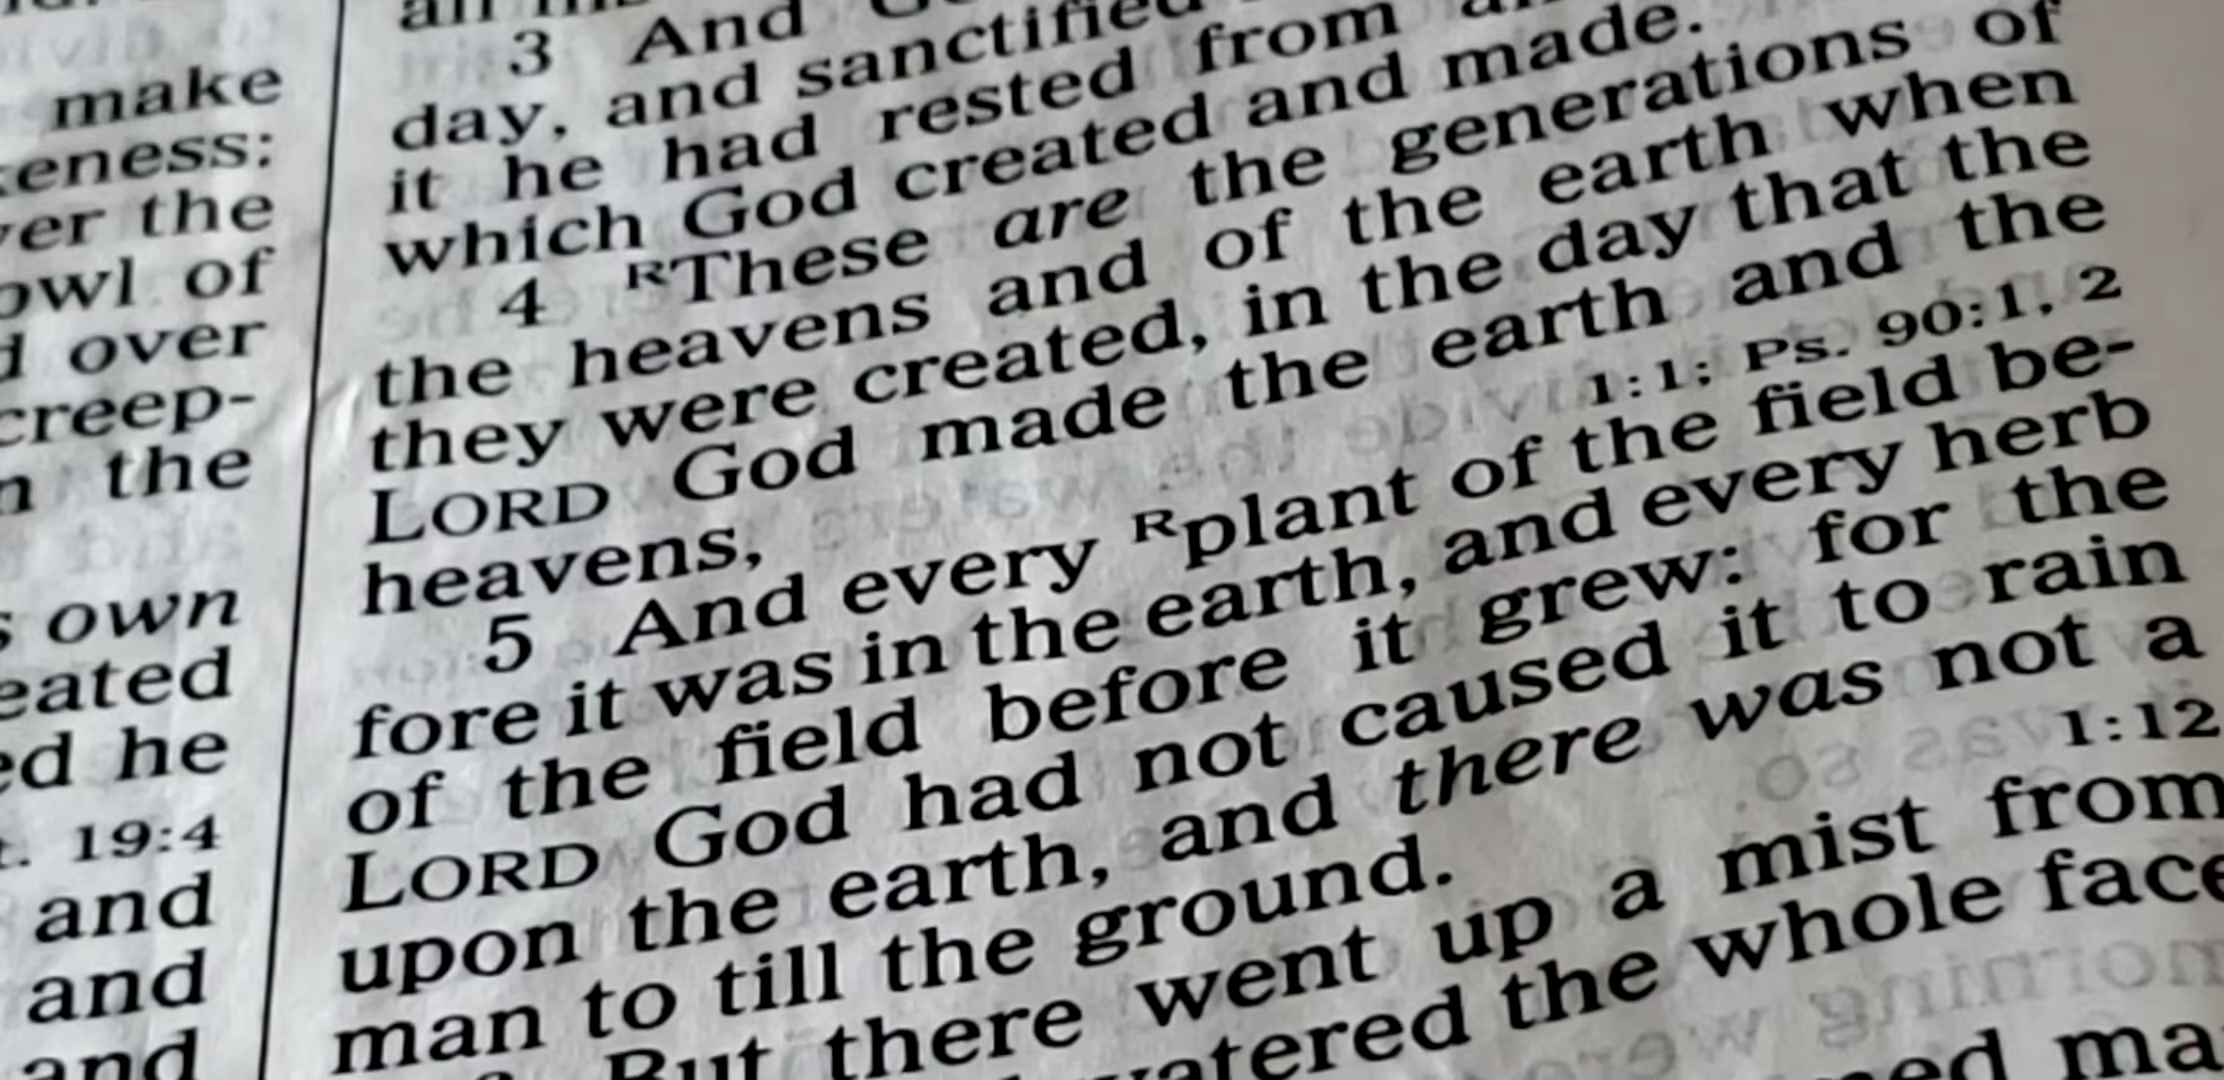 make
eness:
er the
owl of
d over
creep-
n the
s own
eated
ed he
t. 19:4
and
and
and
3 And
day, and sanctified
it he had rested from
which God created and made.
4 RThese are the generations of
the heavens and of the earth when
they were created, in the day that the
LORD God made the earth and the
heavens,
1:1; Ps. 90:1, 2
5 And every Rplant of the field be-
fore it was in the earth, and every herb
of the field before it grew: for the
LORD God had not caused it to rain
upon the earth, and there was not a
man to till the ground.
1:12
But there went up a mist from
watered the whole face
ed ma